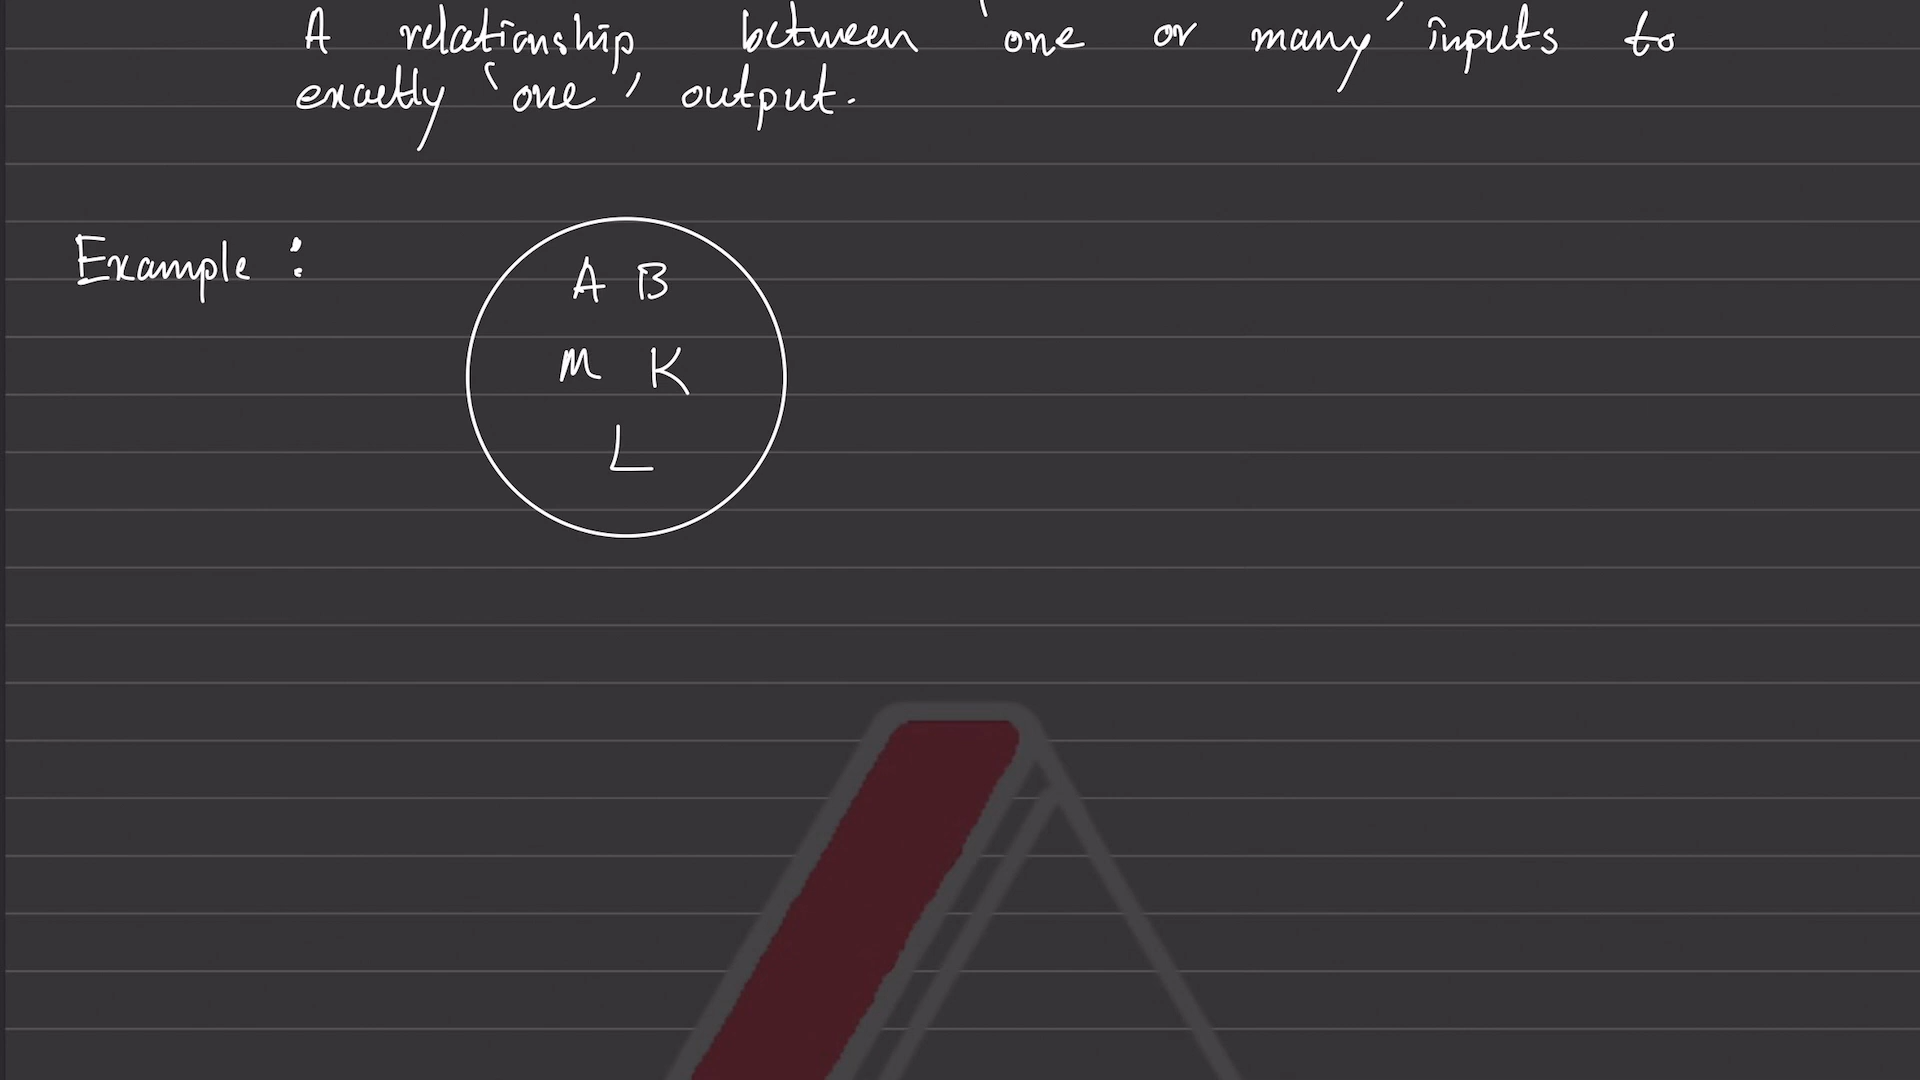 A relationship between 'one or many' inputs to
exactly 'one' output.
Example :
A B
M K
L